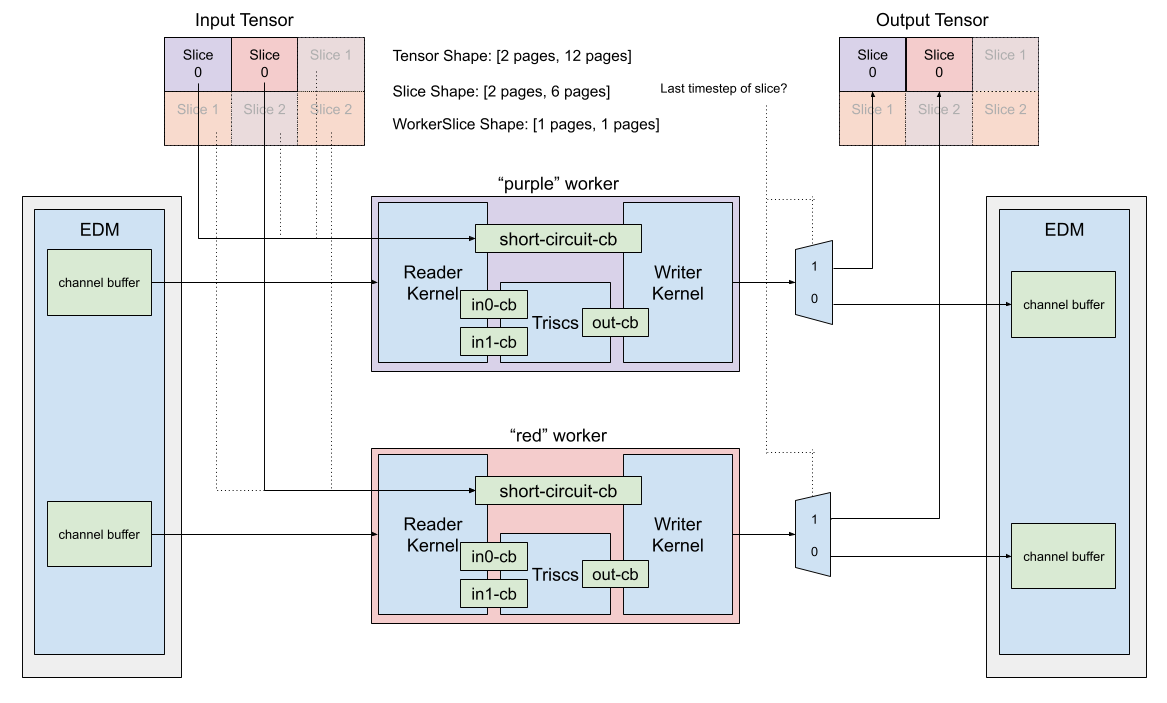 Input Tensor
Output Tensor
Slice
0
Slice
0
Slice 1
Slice 1
Slice 2
Slice 2
Tensor Shape: [2 pages, 12 pages]
Slice Shape: [2 pages, 6 pages]
WorkerSlice Shape: [1 pages, 1 pages]
Last timestep of slice?
Slice
0
Slice
0
Slice 1
Slice 1
Slice 2
Slice 2
“purple” worker
EDM
channel buffer
short-circuit-cb
Reader
Kernel
in0-cb
in1-cb
Triscs
out-cb
Writer
Kernel
1
0
EDM
channel buffer
“red” worker
channel buffer
short-circuit-cb
Reader
Kernel
in0-cb
in1-cb
Triscs
out-cb
Writer
Kernel
1
0
channel buffer